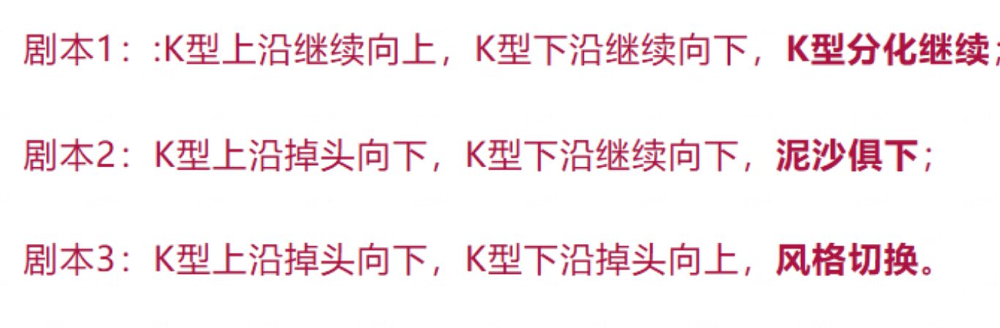 剧本1：:K型上沿继续向上，K型下沿继续向下，K型分化继续；
剧本2：K型上沿掉头向下，K型下沿继续向下，泥沙俱下；
剧本3：K型上沿掉头向下，K型下沿掉头向上，风格切换。